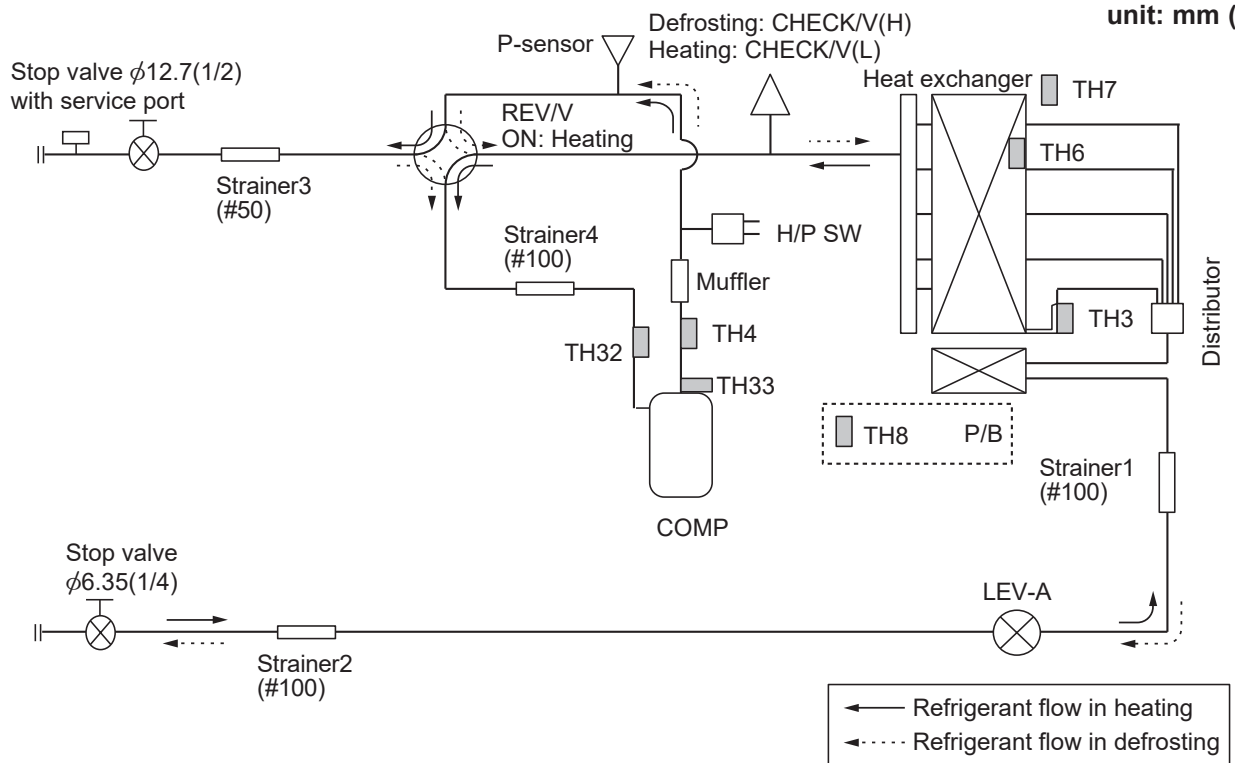 unit: mm (
Defrosting: CHECK/V(H)
Heating: CHECK/V(L)
P-sensor
Stop valve ϕ12.7(1/2)
with service port
Heat exchanger
TH7
REV/V
ON: Heating
TH6
Strainer3
(#50)
Strainer4
(#100)
H/P SW
Muffler
Distributor
TH4
TH3
TH32
TH33
TH8
P/B
Strainer1
(#100)
COMP
Stop valve
ϕ6.35(1/4)
LEV-A
Strainer2
(#100)
Refrigerant flow in heating
Refrigerant flow in defrosting